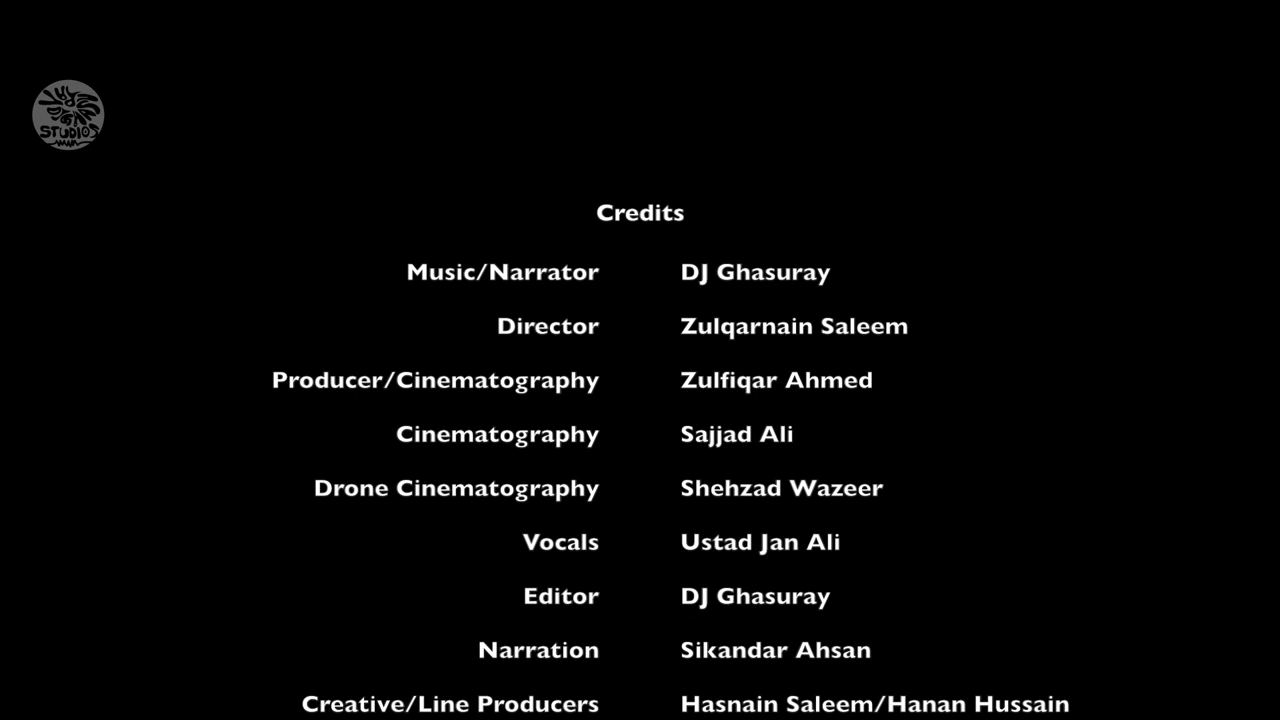 STUDIOS
Credits
Music/Narrator DJ Ghasuray
Director Zulqarnain Saleem
Producer/Cinematography Zulfiqar Ahmed
Cinematography Sajjad Ali
Drone Cinematography Shehzad Wazeer
Vocals Ustad Jan Ali
Editor DJ Ghasuray
Narration Sikandar Ahsan
Creative/Line Producers Hasnain Saleem/Hanan Hussain